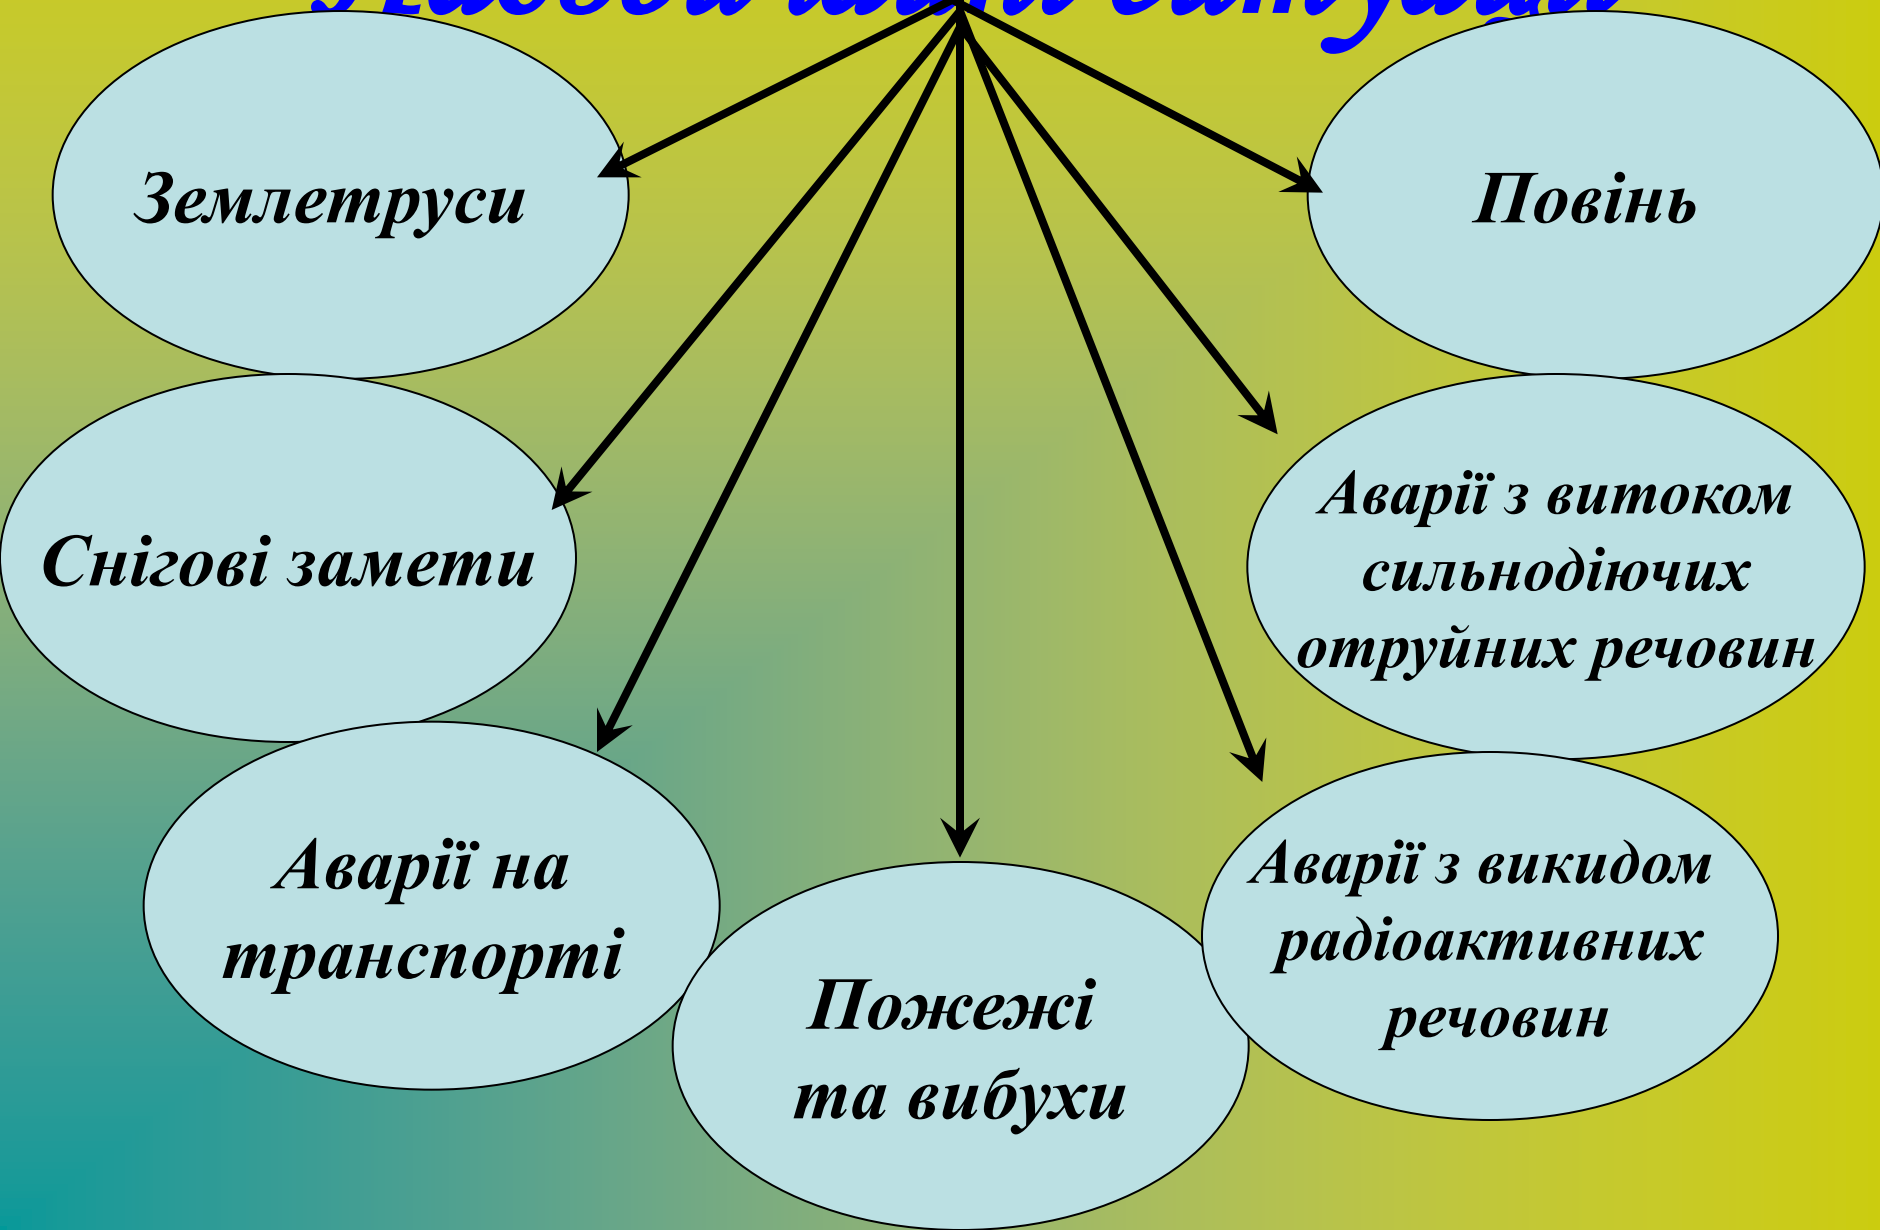 Землетруси
Повінь
Снігові замети
Аварії з витоком
сильнодіючих
отруйних речовин
Аварії на
транспорті
Пожежі
та вибухи
Аварії з викидом
радіоактивних
речовин